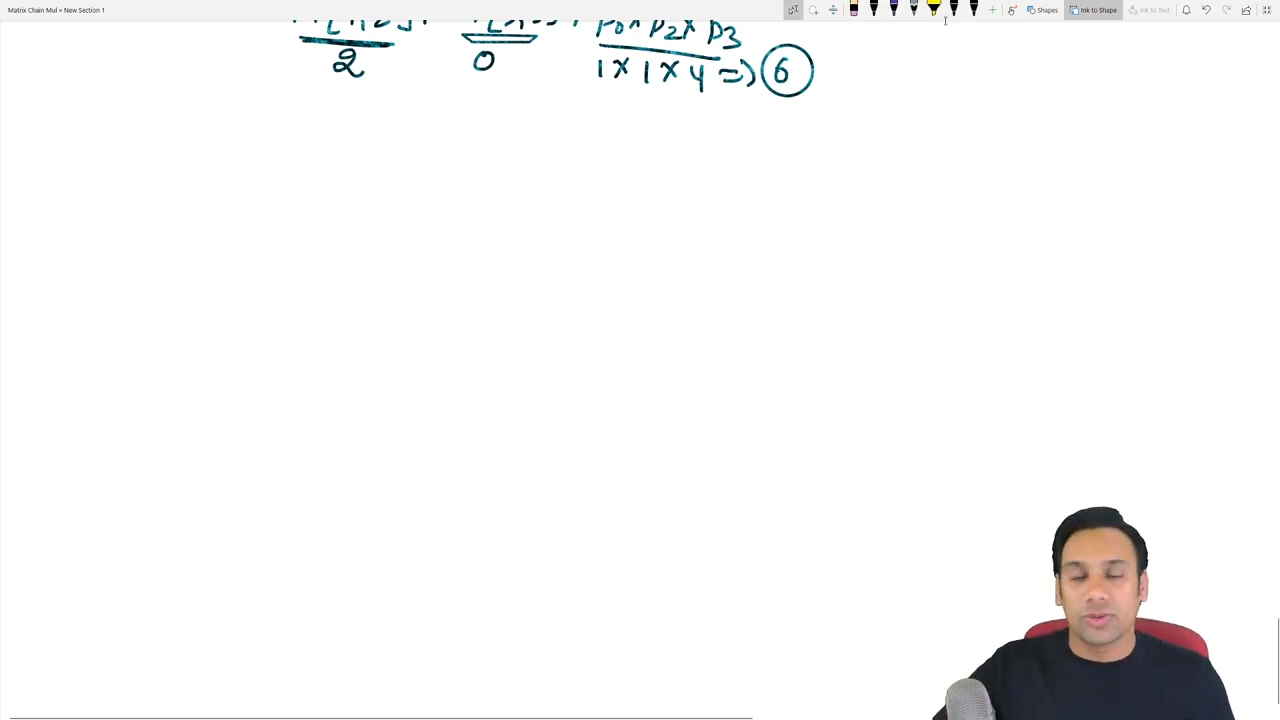 Matrix Chain Mul » New Section 1
Shapes
Ink to Shape
Ink to Text
P0 x P2 x P3
2 0 1 x 1 x 4 => 6